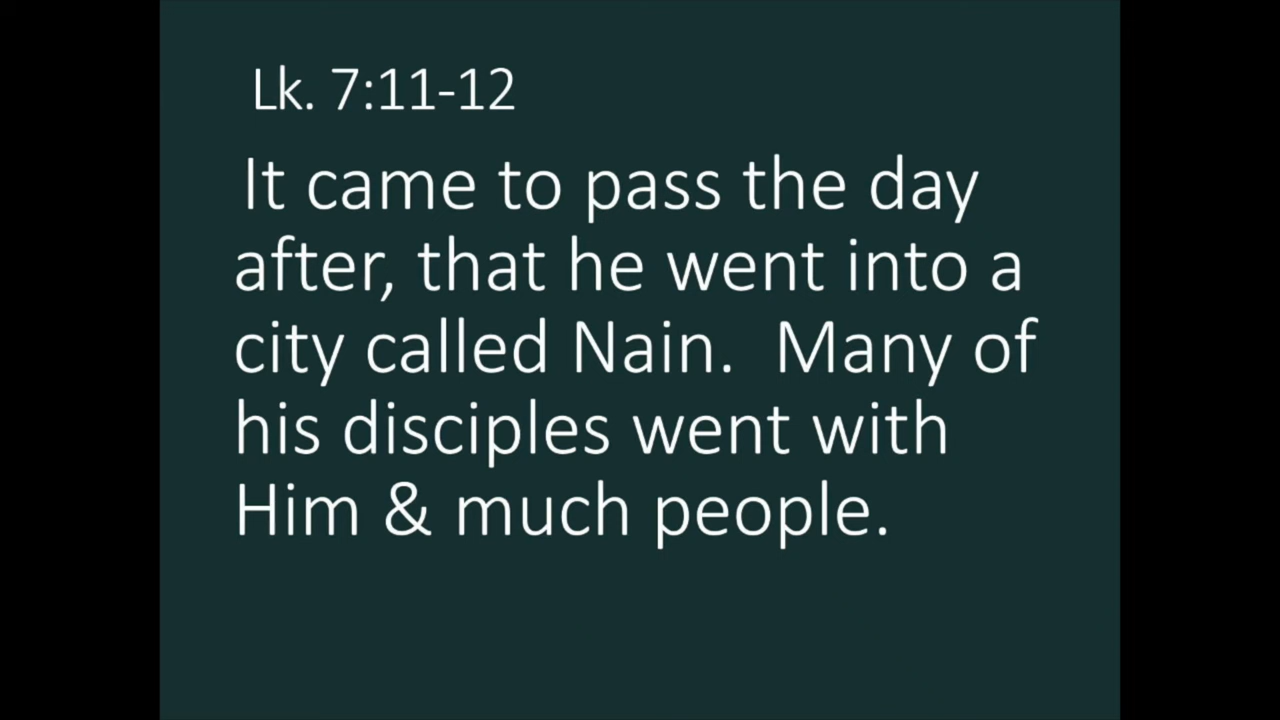 Lk. 7:11-12
It came to pass the day
after, that he went into a
city called Nain.  Many of
his disciples went with
Him & much people.